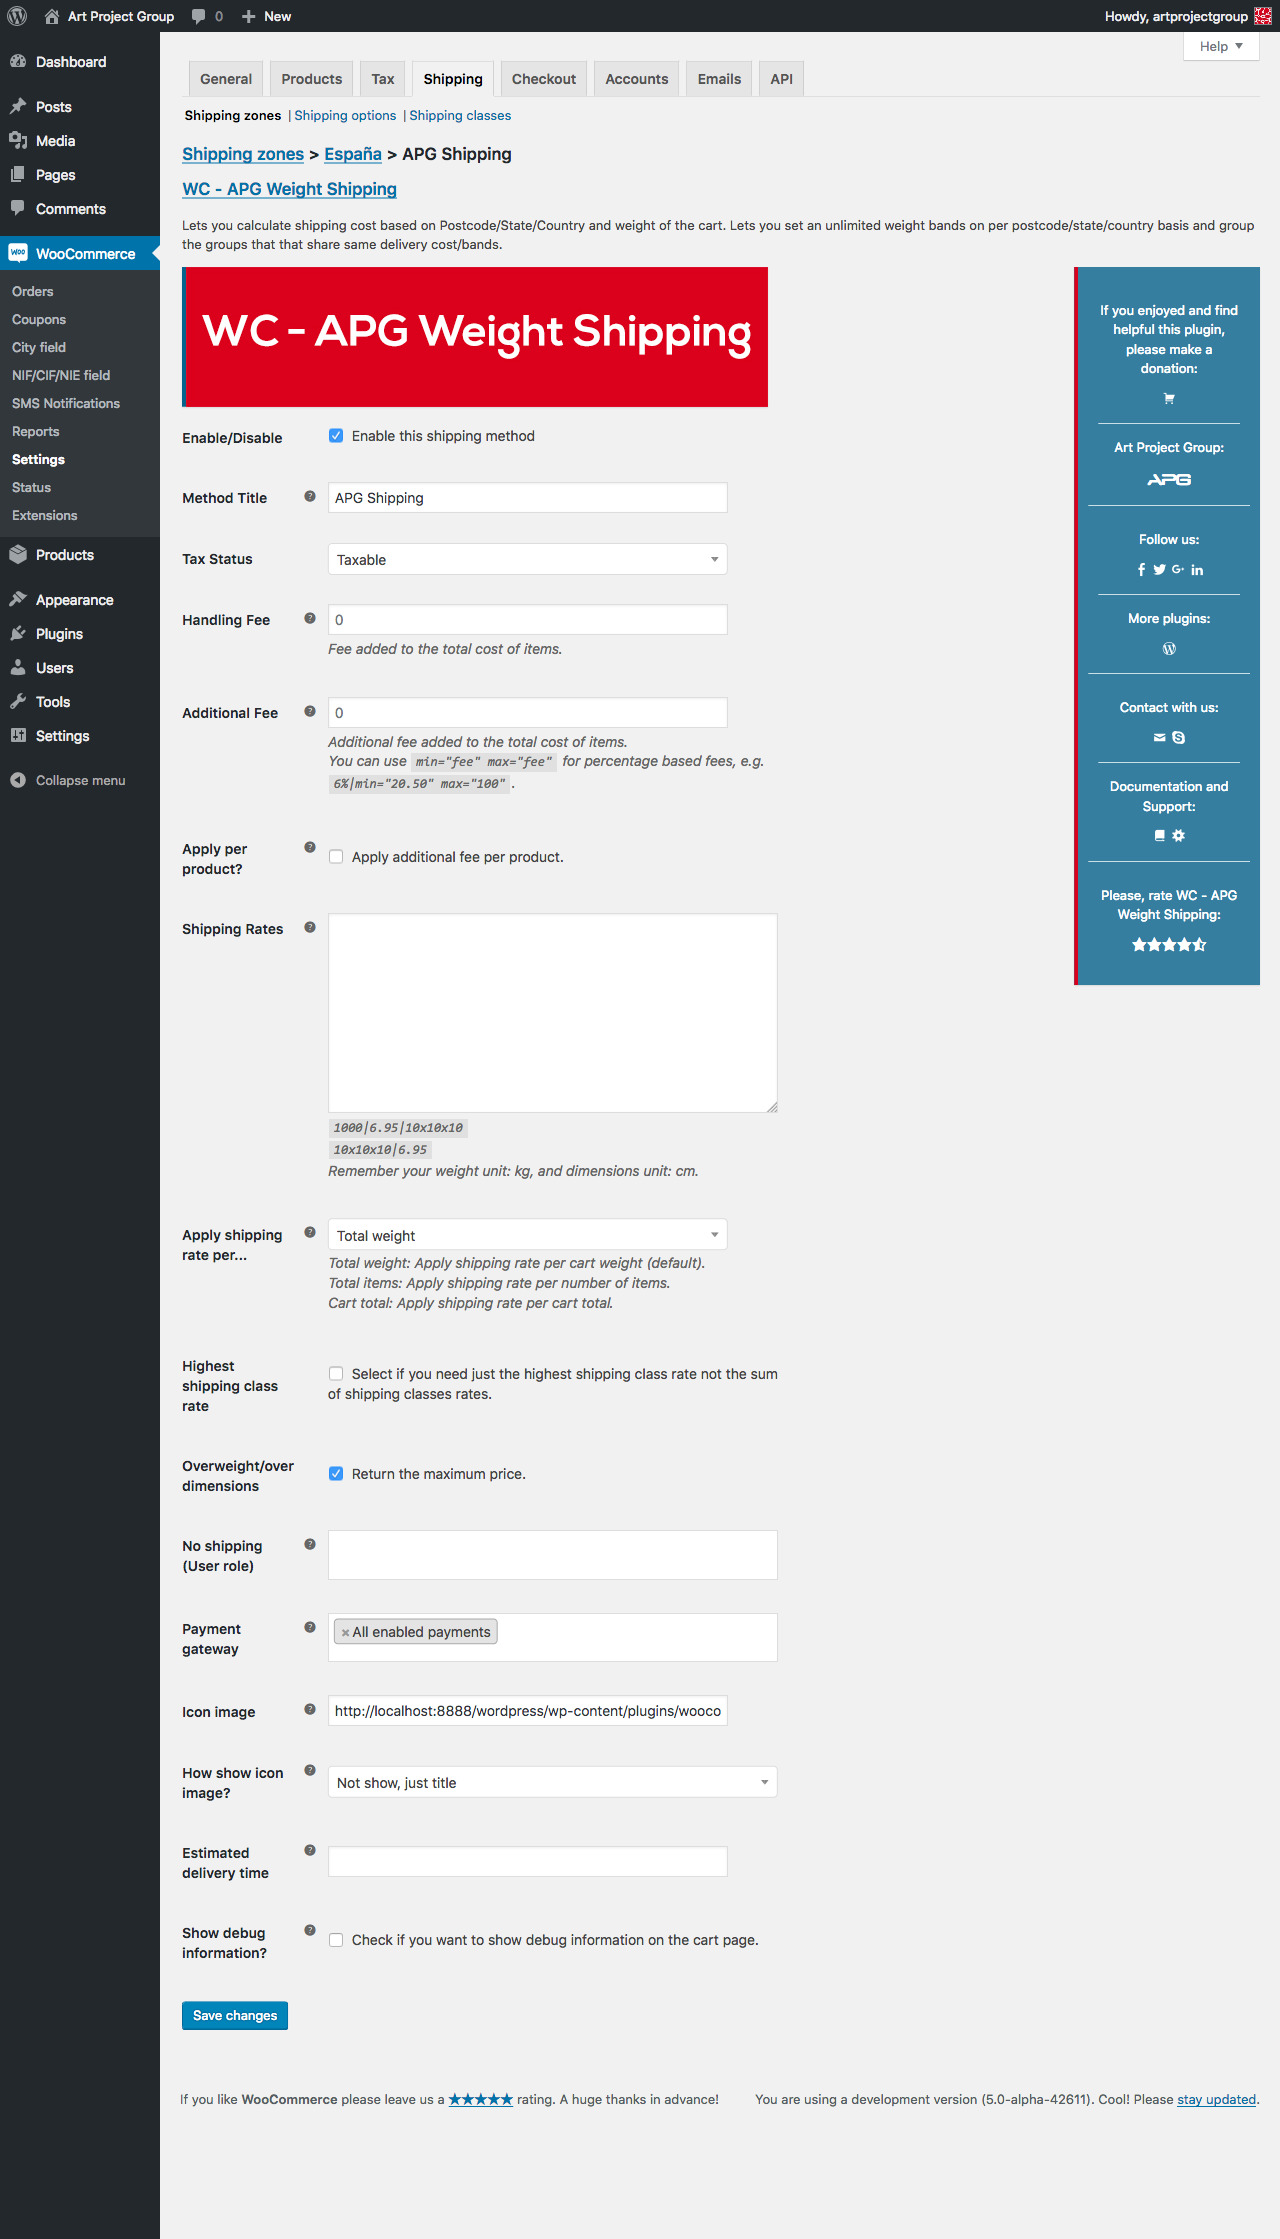 Art Project Group 0 New Howdy, artprojectgroup
Help
Dashboard
Posts
Media
Pages
Comments
WooCommerce
Orders
Coupons
City field
NIF/CIF/NIE field
SMS Notifications
Reports
Settings
Status
Extensions
Products
Appearance
Plugins
Users
Tools
Settings
Collapse menu
General Products Tax Shipping Checkout Accounts Emails API
Shipping zones | Shipping options | Shipping classes
Shipping zones > España > APG Shipping
WC - APG Weight Shipping
Lets you calculate shipping cost based on Postcode/State/Country and weight of the cart. Lets you set an unlimited weight bands on per postcode/state/country basis and group
the groups that that share same delivery cost/bands.
WC - APG Weight Shipping
Enable/Disable Enable this shipping method
Method Title ? APG Shipping
Tax Status Taxable
Handling Fee ? 0
Fee added to the total cost of items.
Additional Fee ? 0
Additional fee added to the total cost of items.
You can use min="fee" max="fee" for percentage based fees, e.g.
6%|min="20.50" max="100" .
Apply per
product? ? Apply additional fee per product.
Shipping Rates ?
1000|6.95|10x10x10
10x10x10|6.95
Remember your weight unit: kg, and dimensions unit: cm.
Apply shipping
rate per... ? Total weight
Total weight: Apply shipping rate per cart weight (default).
Total items: Apply shipping rate per number of items.
Cart total: Apply shipping rate per cart total.
Highest
shipping class
rate
Select if you need just the highest shipping class rate not the sum
of shipping classes rates.
Overweight/over
dimensions
Return the maximum price.
No shipping
(User role) ?
Payment
gateway ? × All enabled payments
Icon image ? http://localhost:8888/wordpress/wp-content/plugins/wooco
How show icon
image? ? Not show, just title
Estimated
delivery time ?
Show debug
information? ? Check if you want to show debug information on the cart page.
Save changes
If you enjoyed and find
helpful this plugin,
please make a
donation:
Art Project Group:
APG
Follow us:
More plugins:
Contact with us:
Documentation and
Support:
Please, rate WC - APG
Weight Shipping:
If you like WooCommerce please leave us a ★★★★★ rating. A huge thanks in advance! You are using a development version (5.0-alpha-42611). Cool! Please stay updated.